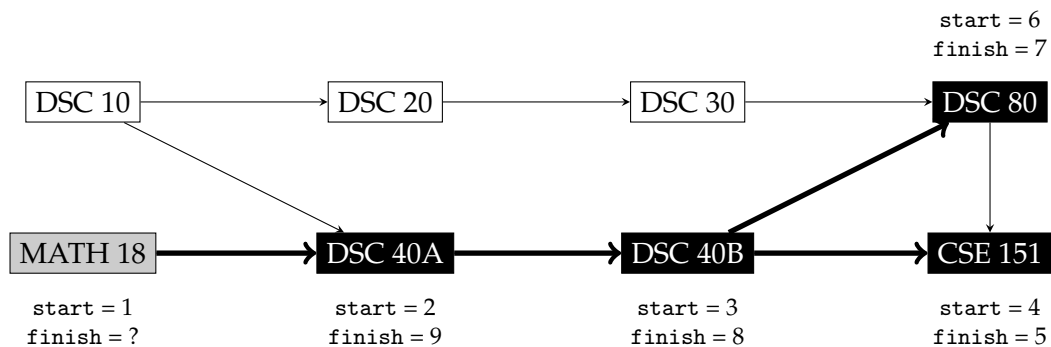 start = 6
finish = 7
DSC 10
DSC 20
DSC 30
DSC 80
MATH 18
DSC 40A
DSC 40B
CSE 151
start = 1
finish = ?
start = 2
finish = 9
start = 3
finish = 8
start = 4
finish = 5